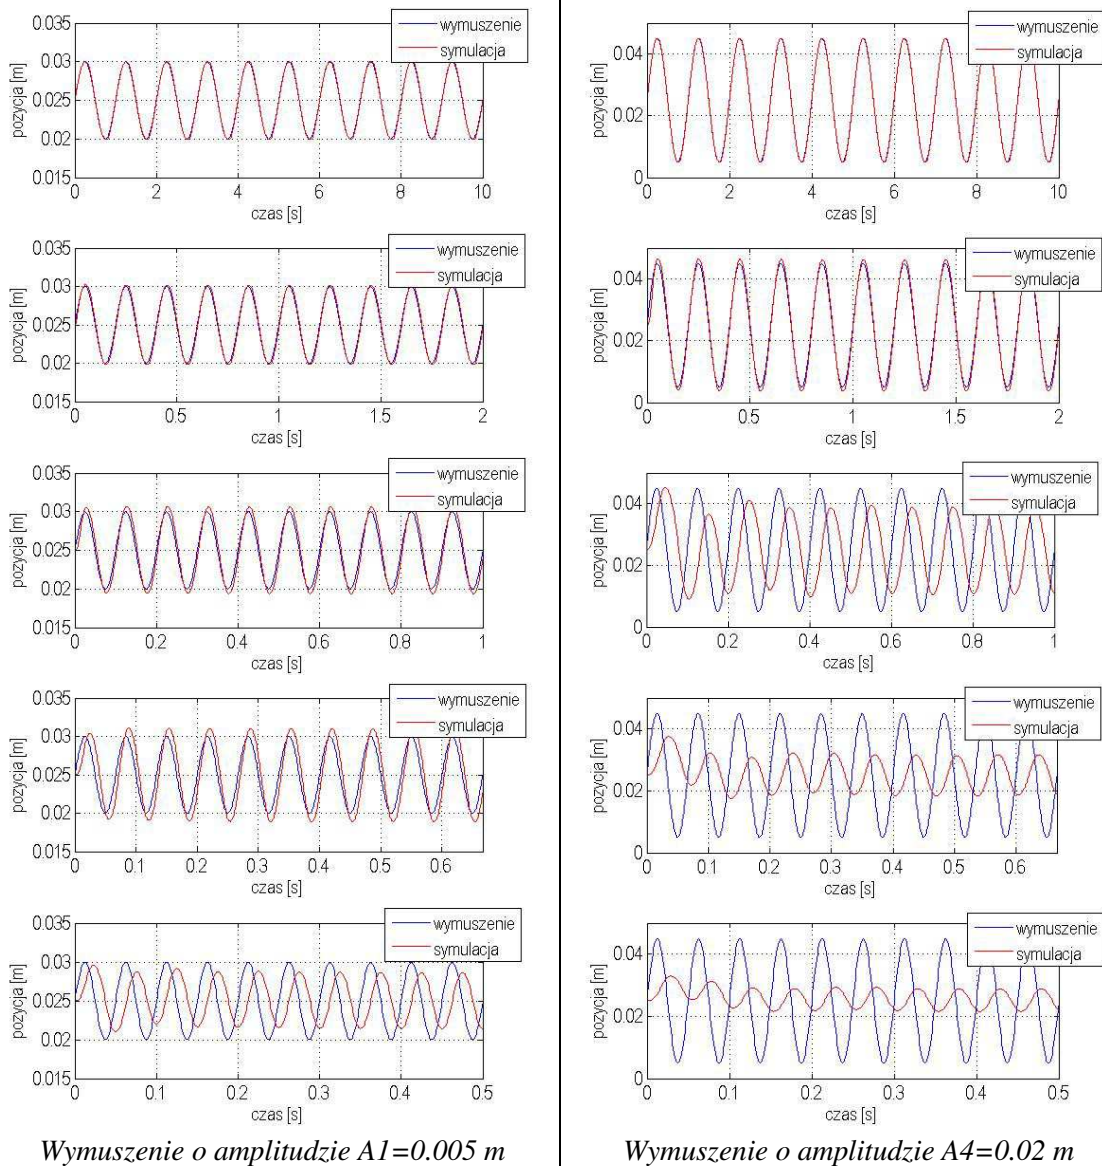 0.035
0.03
0.025
0.02
0.015
pozycja [m]
0 2 4 6 8 10
czas [s]
wymuszenie
symulacja
0.04
0.02
0
pozycja [m]
0 2 4 6 8 10
czas [s]
wymuszenie
symulacja
0.035
0.03
0.025
0.02
0.015
pozycja [m]
0 0.5 1 1.5 2
czas [s]
wymuszenie
symulacja
0.04
0.02
0
pozycja [m]
0 0.5 1 1.5 2
czas [s]
wymuszenie
symulacja
0.035
0.03
0.025
0.02
0.015
pozycja [m]
0 0.2 0.4 0.6 0.8 1
czas [s]
wymuszenie
symulacja
0.04
0.02
0
pozycja [m]
0 0.2 0.4 0.6 0.8 1
czas [s]
wymuszenie
symulacja
0.035
0.03
0.025
0.02
0.015
pozycja [m]
0 0.1 0.2 0.3 0.4 0.5 0.6
czas [s]
wymuszenie
symulacja
0.04
0.02
0
pozycja [m]
0 0.1 0.2 0.3 0.4 0.5 0.6
czas [s]
wymuszenie
symulacja
0.035
0.03
0.025
0.02
0.015
pozycja [m]
0 0.1 0.2 0.3 0.4 0.5
czas [s]
wymuszenie
symulacja
0.04
0.02
0
pozycja [m]
0 0.1 0.2 0.3 0.4 0.5
czas [s]
wymuszenie
symulacja
Wymuszenie o amplitudzie A1=0.005 m
Wymuszenie o amplitudzie A4=0.02 m